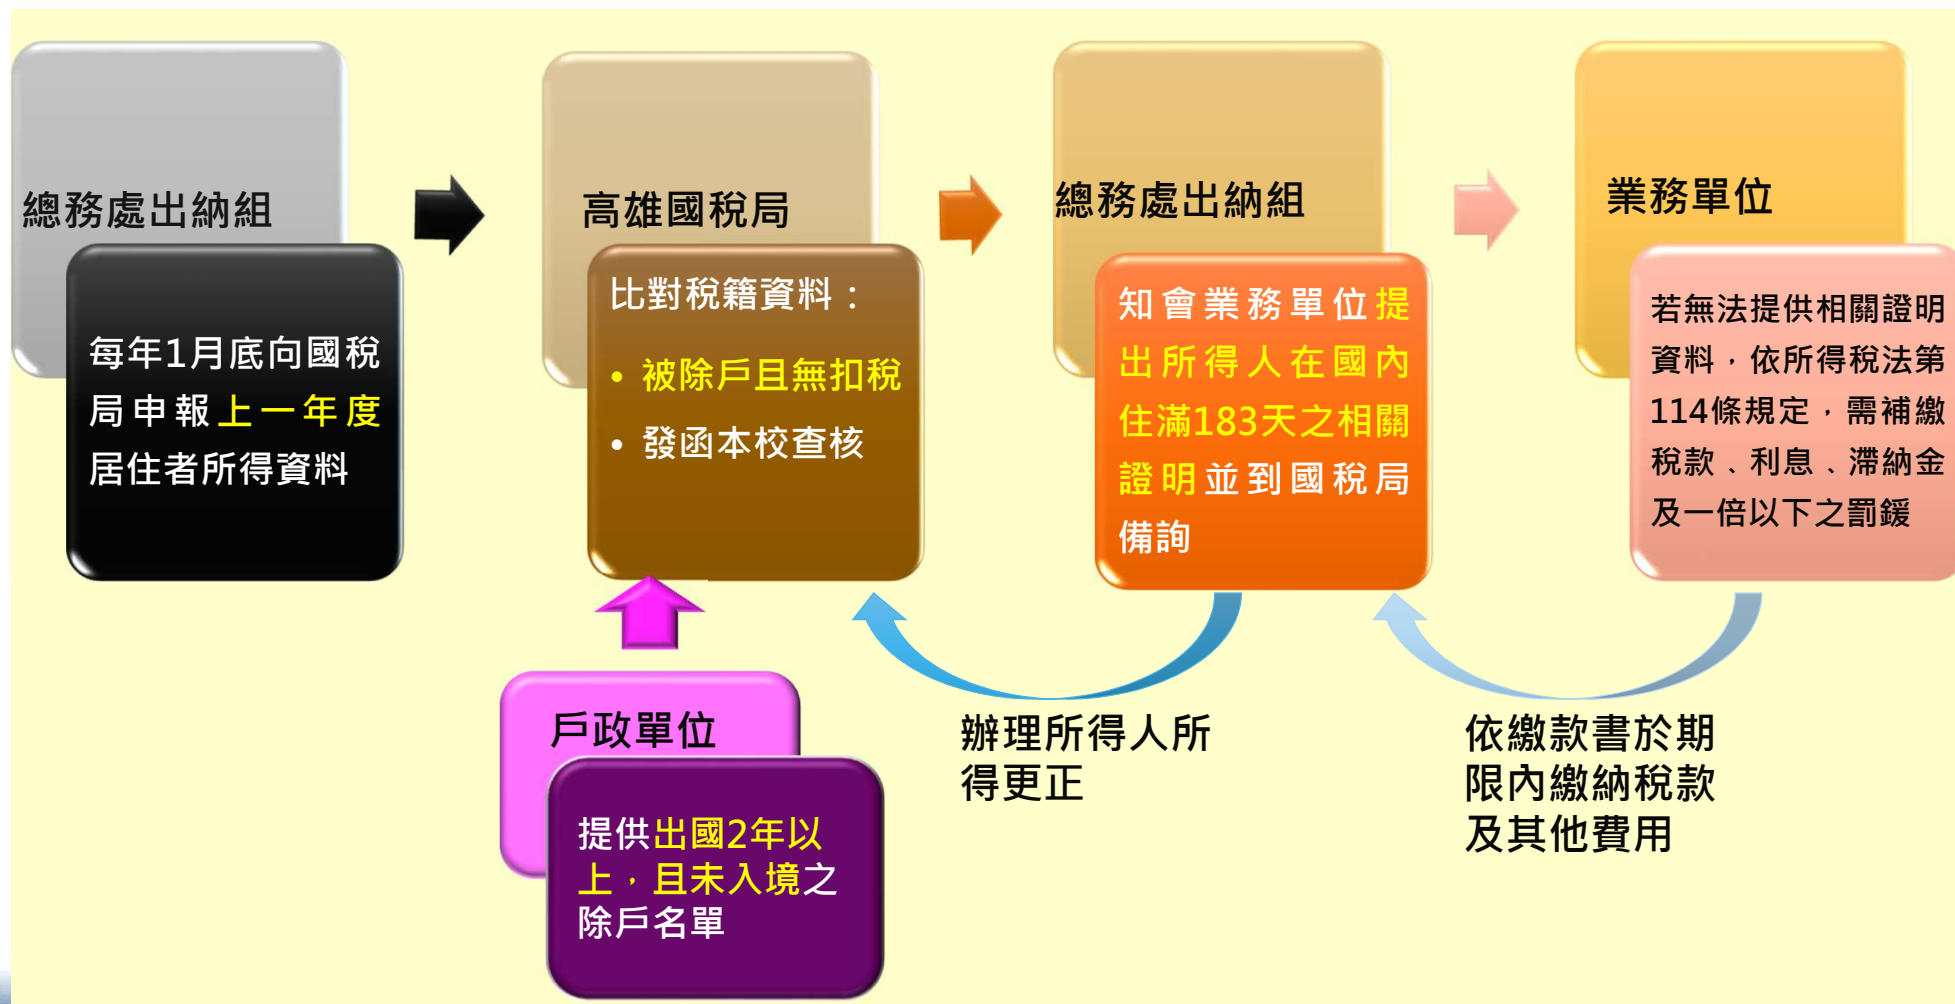 總務處出納組
每年1月底向國稅
局申報上一年度
居住者所得資料
高雄國稅局
比對稅籍資料：
• 被除戶且無扣稅
• 發函本校查核
總務處出納組
知會業務單位提
出所得人在國內
住滿183天之相關
證明並到國稅局
備詢
業務單位
若無法提供相關證明
資料，依所得稅法第
114條規定，需補繳
稅款、利息、滯納金
及一倍以下之罰鍰
戶政單位
提供出國2年以
上，且未入境之
除戶名單
辦理所得人所
得更正
依繳款書於期
限內繳納稅款
及其他費用